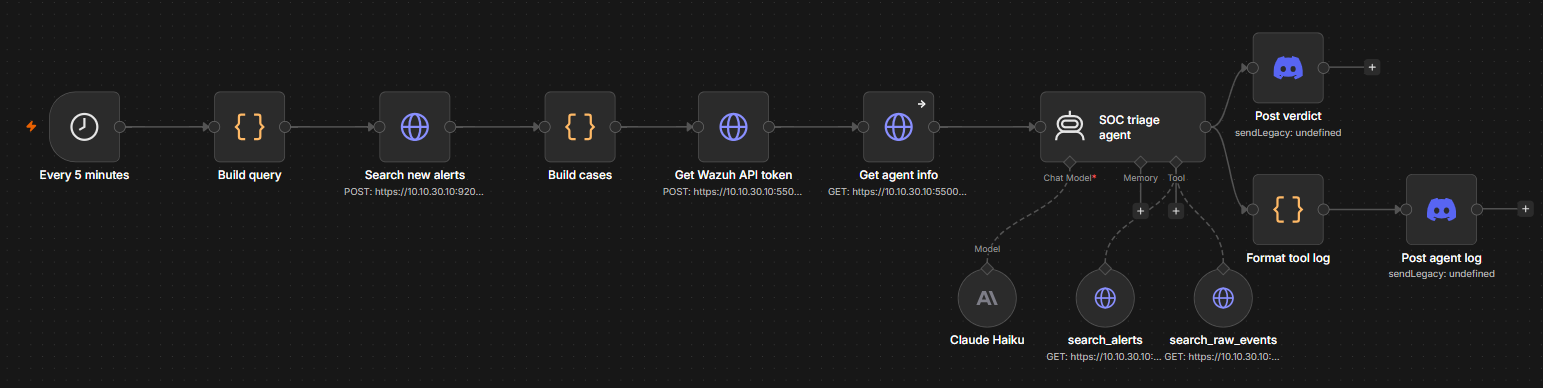 Every 5 minutes
Build query
Search new alerts
POST: https://10.10.30.10:920...
Build cases
Get Wazuh API token
POST: https://10.10.30.10:550...
Get agent info
GET: https://10.10.30.10:5500...
SOC triage
agent
Chat Model*
Memory
Tool
Post verdict
sendLegacy: undefined
Format tool log
Post agent log
sendLegacy: undefined
Model
Claude Haiku
search_alerts
GET: https://10.10.30.10:...
search_raw_events
GET: https://10.10.30.10:...